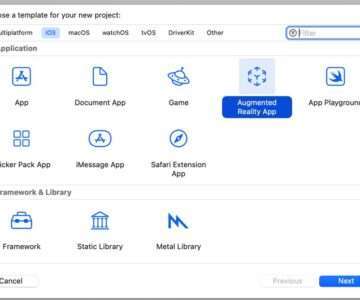 ose a template for your new project:
ultiplatform iOS macOS watchOS tvOS DriverKit Other Filter
Application
App Document App Game Augmented Reality App App Playground
icker Pack App iMessage App Safari Extension App
ramework & Library
Framework Static Library Metal Library
Cancel Previous Next